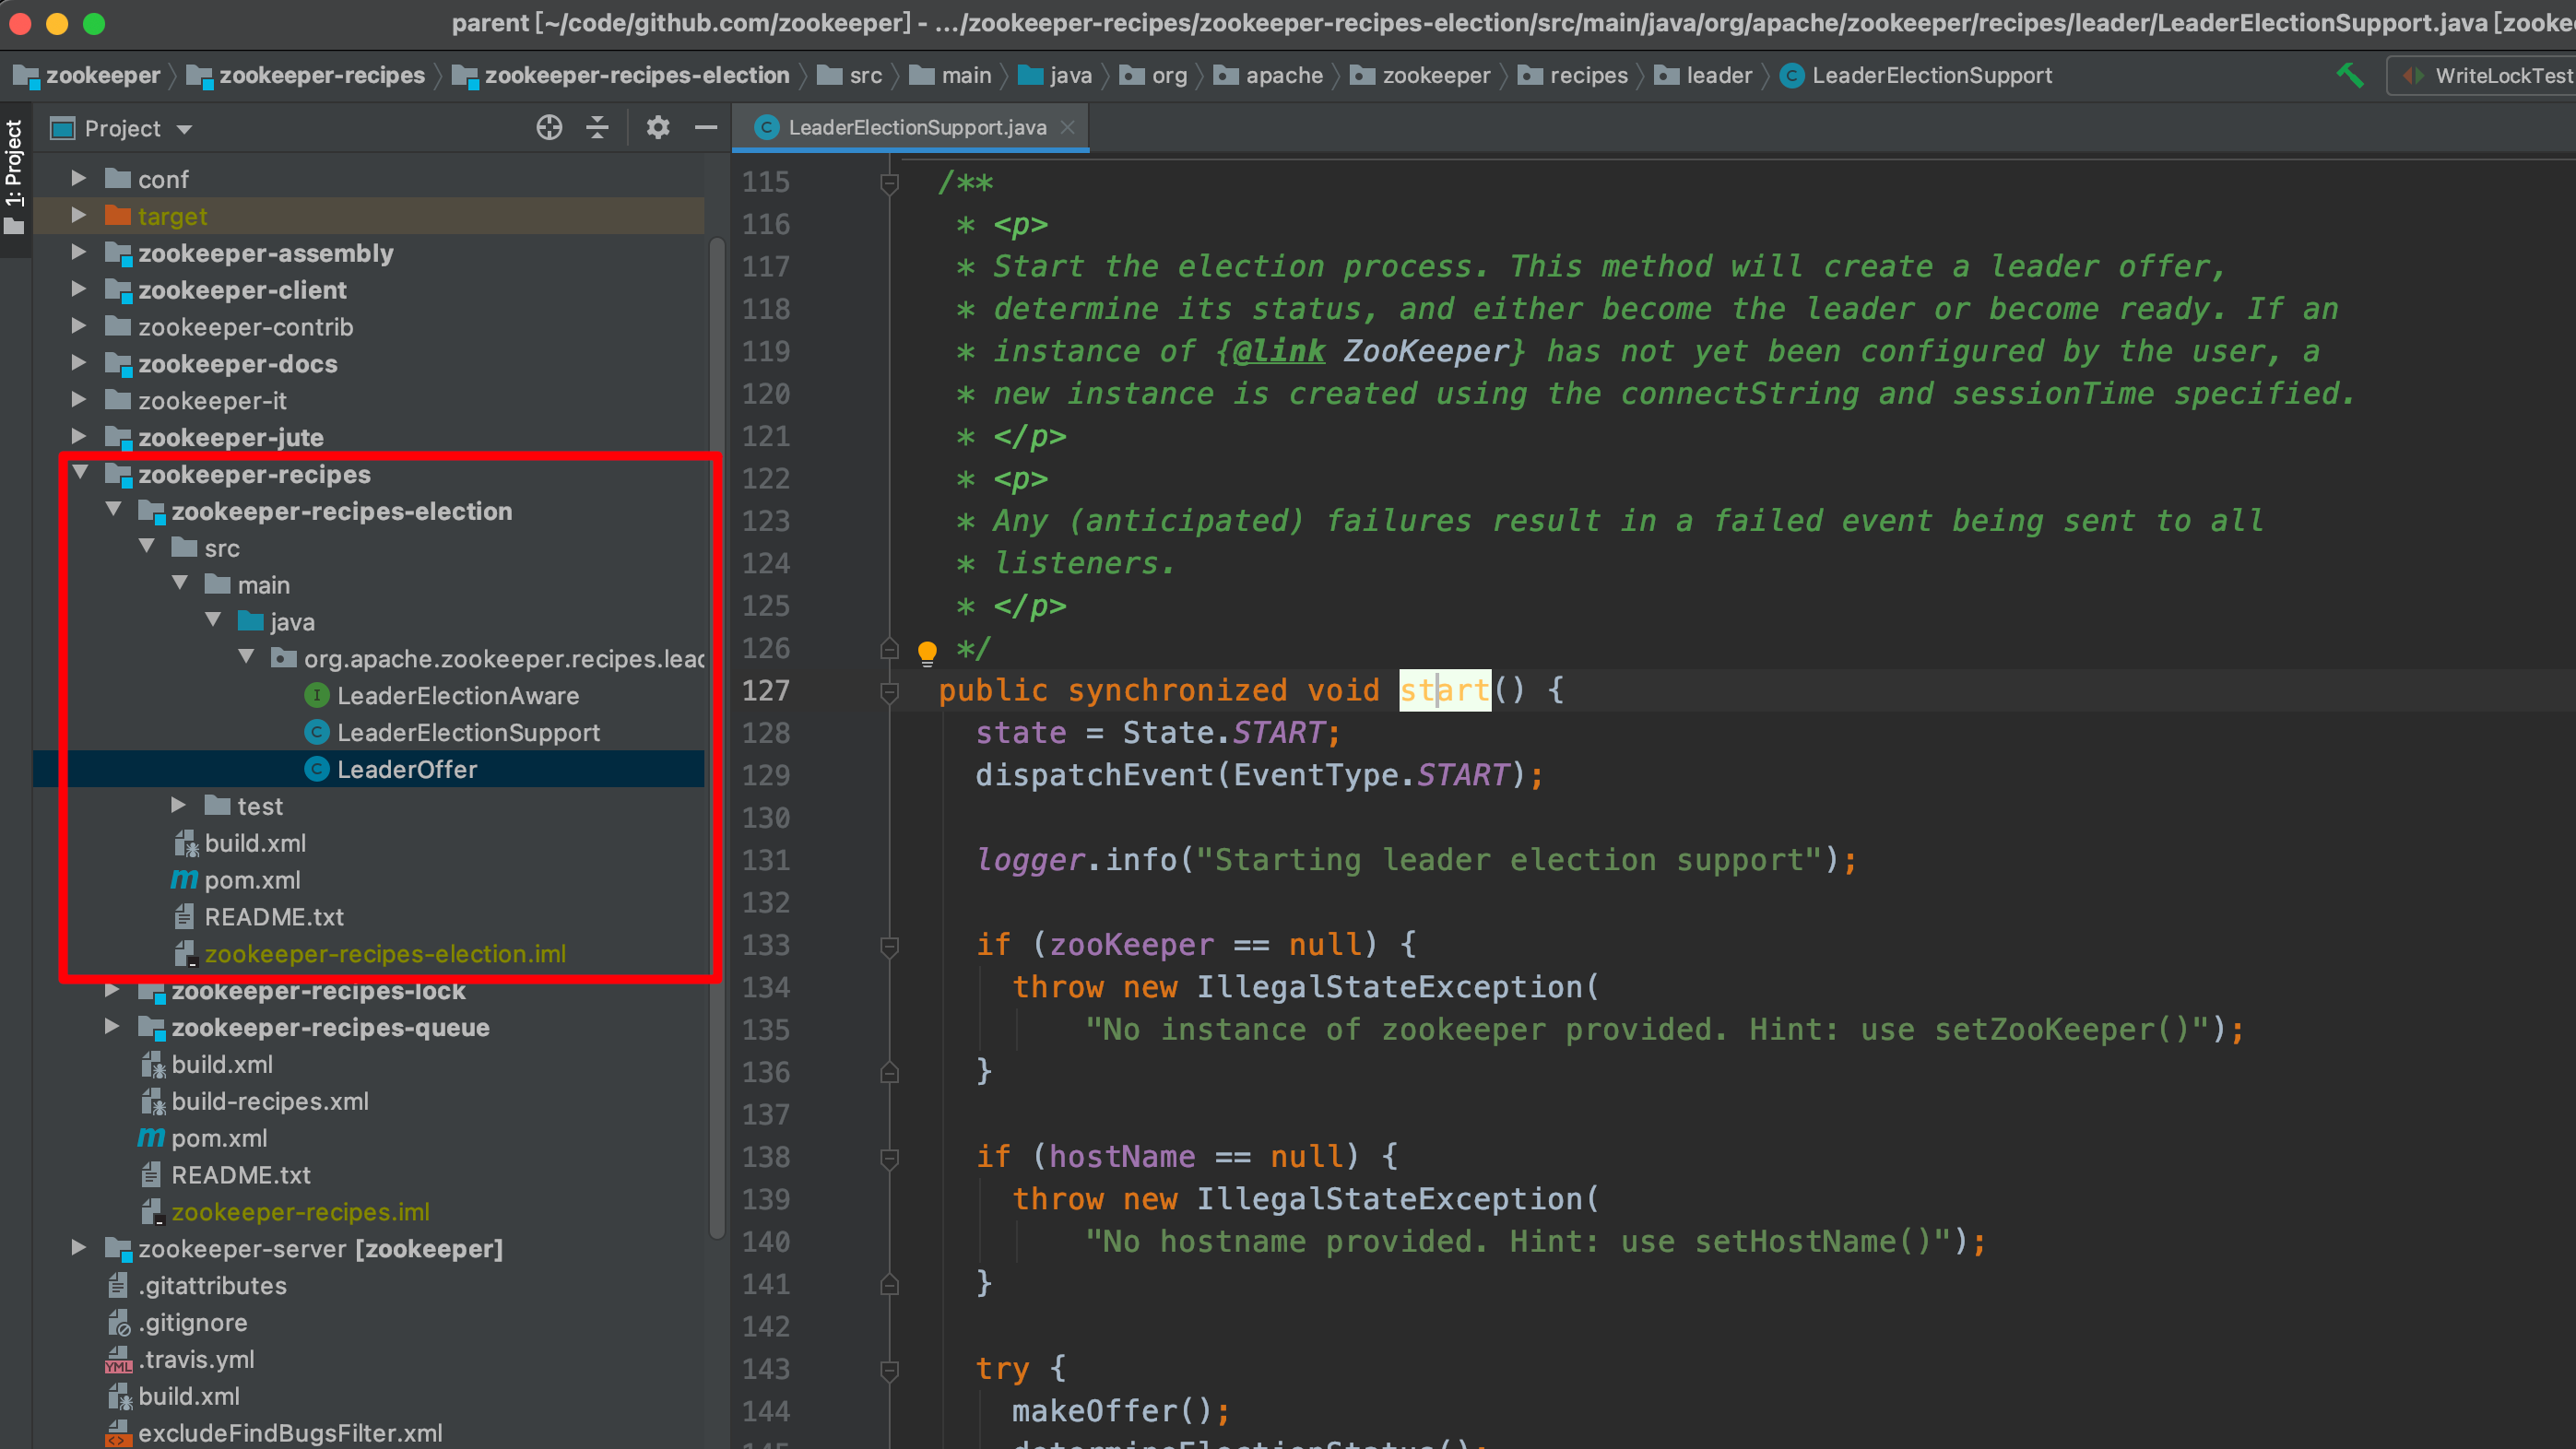 parent [~/code/github.com/zookeeper] - .../zookeeper-recipes/zookeeper-recipes-election/src/main/java/org/apache/zookeeper/recipes/leader/LeaderElectionSupport.java [zooke
zookeeper zookeeper-recipes zookeeper-recipes-election src main java org apache zookeeper recipes leader LeaderElectionSupport WriteLockTest
1: Project
Project
conf
target
zookeeper-assembly
zookeeper-client
zookeeper-contrib
zookeeper-docs
zookeeper-it
zookeeper-jute
zookeeper-recipes
zookeeper-recipes-election
src
main
java
org.apache.zookeeper.recipes.leac
LeaderElectionAware
LeaderElectionSupport
LeaderOffer
test
build.xml
pom.xml
README.txt
zookeeper-recipes-election.iml
zookeeper-recipes-lock
zookeeper-recipes-queue
build.xml
build-recipes.xml
pom.xml
README.txt
zookeeper-recipes.iml
zookeeper-server [zookeeper]
.gitattributes
.gitignore
.travis.yml
build.xml
excludeFindBugsFilter.xml
LeaderElectionSupport.java
115 /**
116 * <p>
117 * Start the election process. This method will create a leader offer,
118 * determine its status, and either become the leader or become ready. If an
119 * instance of {@link ZooKeeper} has not yet been configured by the user, a
120 * new instance is created using the connectString and sessionTime specified.
121 * </p>
122 * <p>
123 * Any (anticipated) failures result in a failed event being sent to all
124 * listeners.
125 * </p>
126 */
127 public synchronized void start() {
128 state = State.START;
129 dispatchEvent(EventType.START);
130
131 logger.info("Starting leader election support");
132
133 if (zooKeeper == null) {
134 throw new IllegalStateException(
135 "No instance of zookeeper provided. Hint: use setZooKeeper()");
136 }
137
138 if (hostName == null) {
139 throw new IllegalStateException(
140 "No hostname provided. Hint: use setHostName()");
141 }
142
143 try {
144 makeOffer();
145 determineElectionStatus();